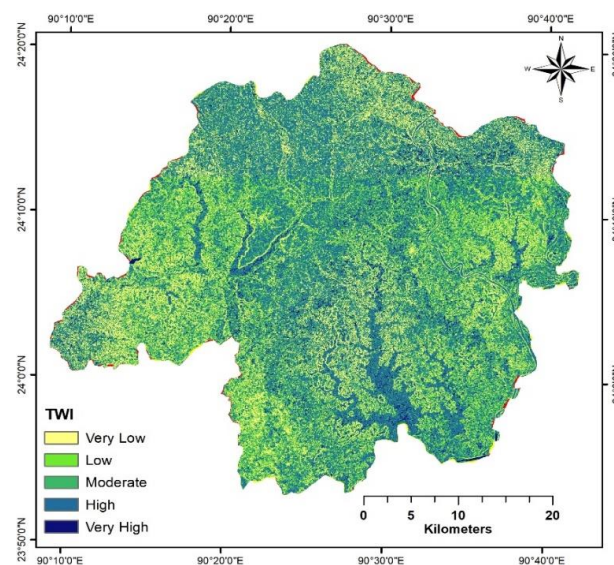 90°10'0"E 90°20'0"E 90°30'0"E 90°40'0"E
24°20'0"N
N
W E
S
24°10'0"N
24°0'0"N
TWI
Very Low
Low
Moderate
High
Very High
0 5 10 20
Kilometers
23°50'0"N
90°10'0"E 90°20'0"E 90°30'0"E 90°40'0"E